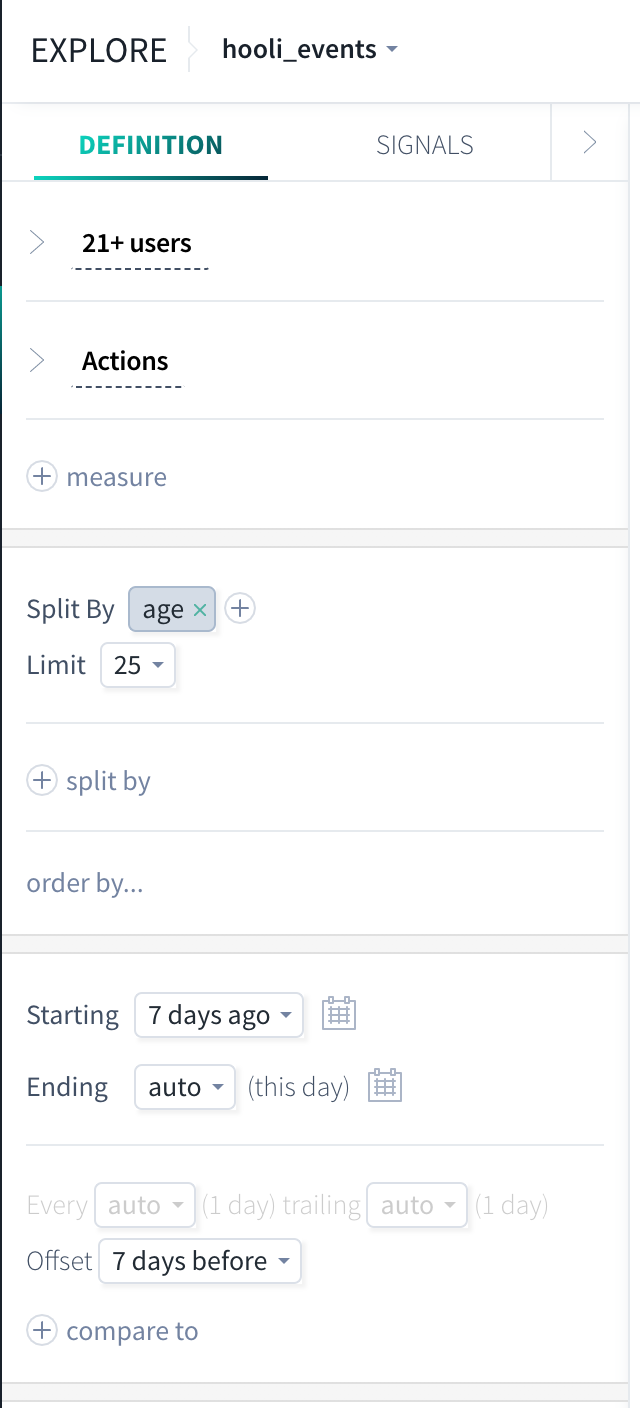 EXPLORE hooli_events
DEFINITION SIGNALS
21+ users
Actions
measure
Split By age ×
Limit 25
split by
order by...
Starting 7 days ago
Ending auto (this day)
Every auto (1 day) trailing auto (1 day)
Offset 7 days before
compare to